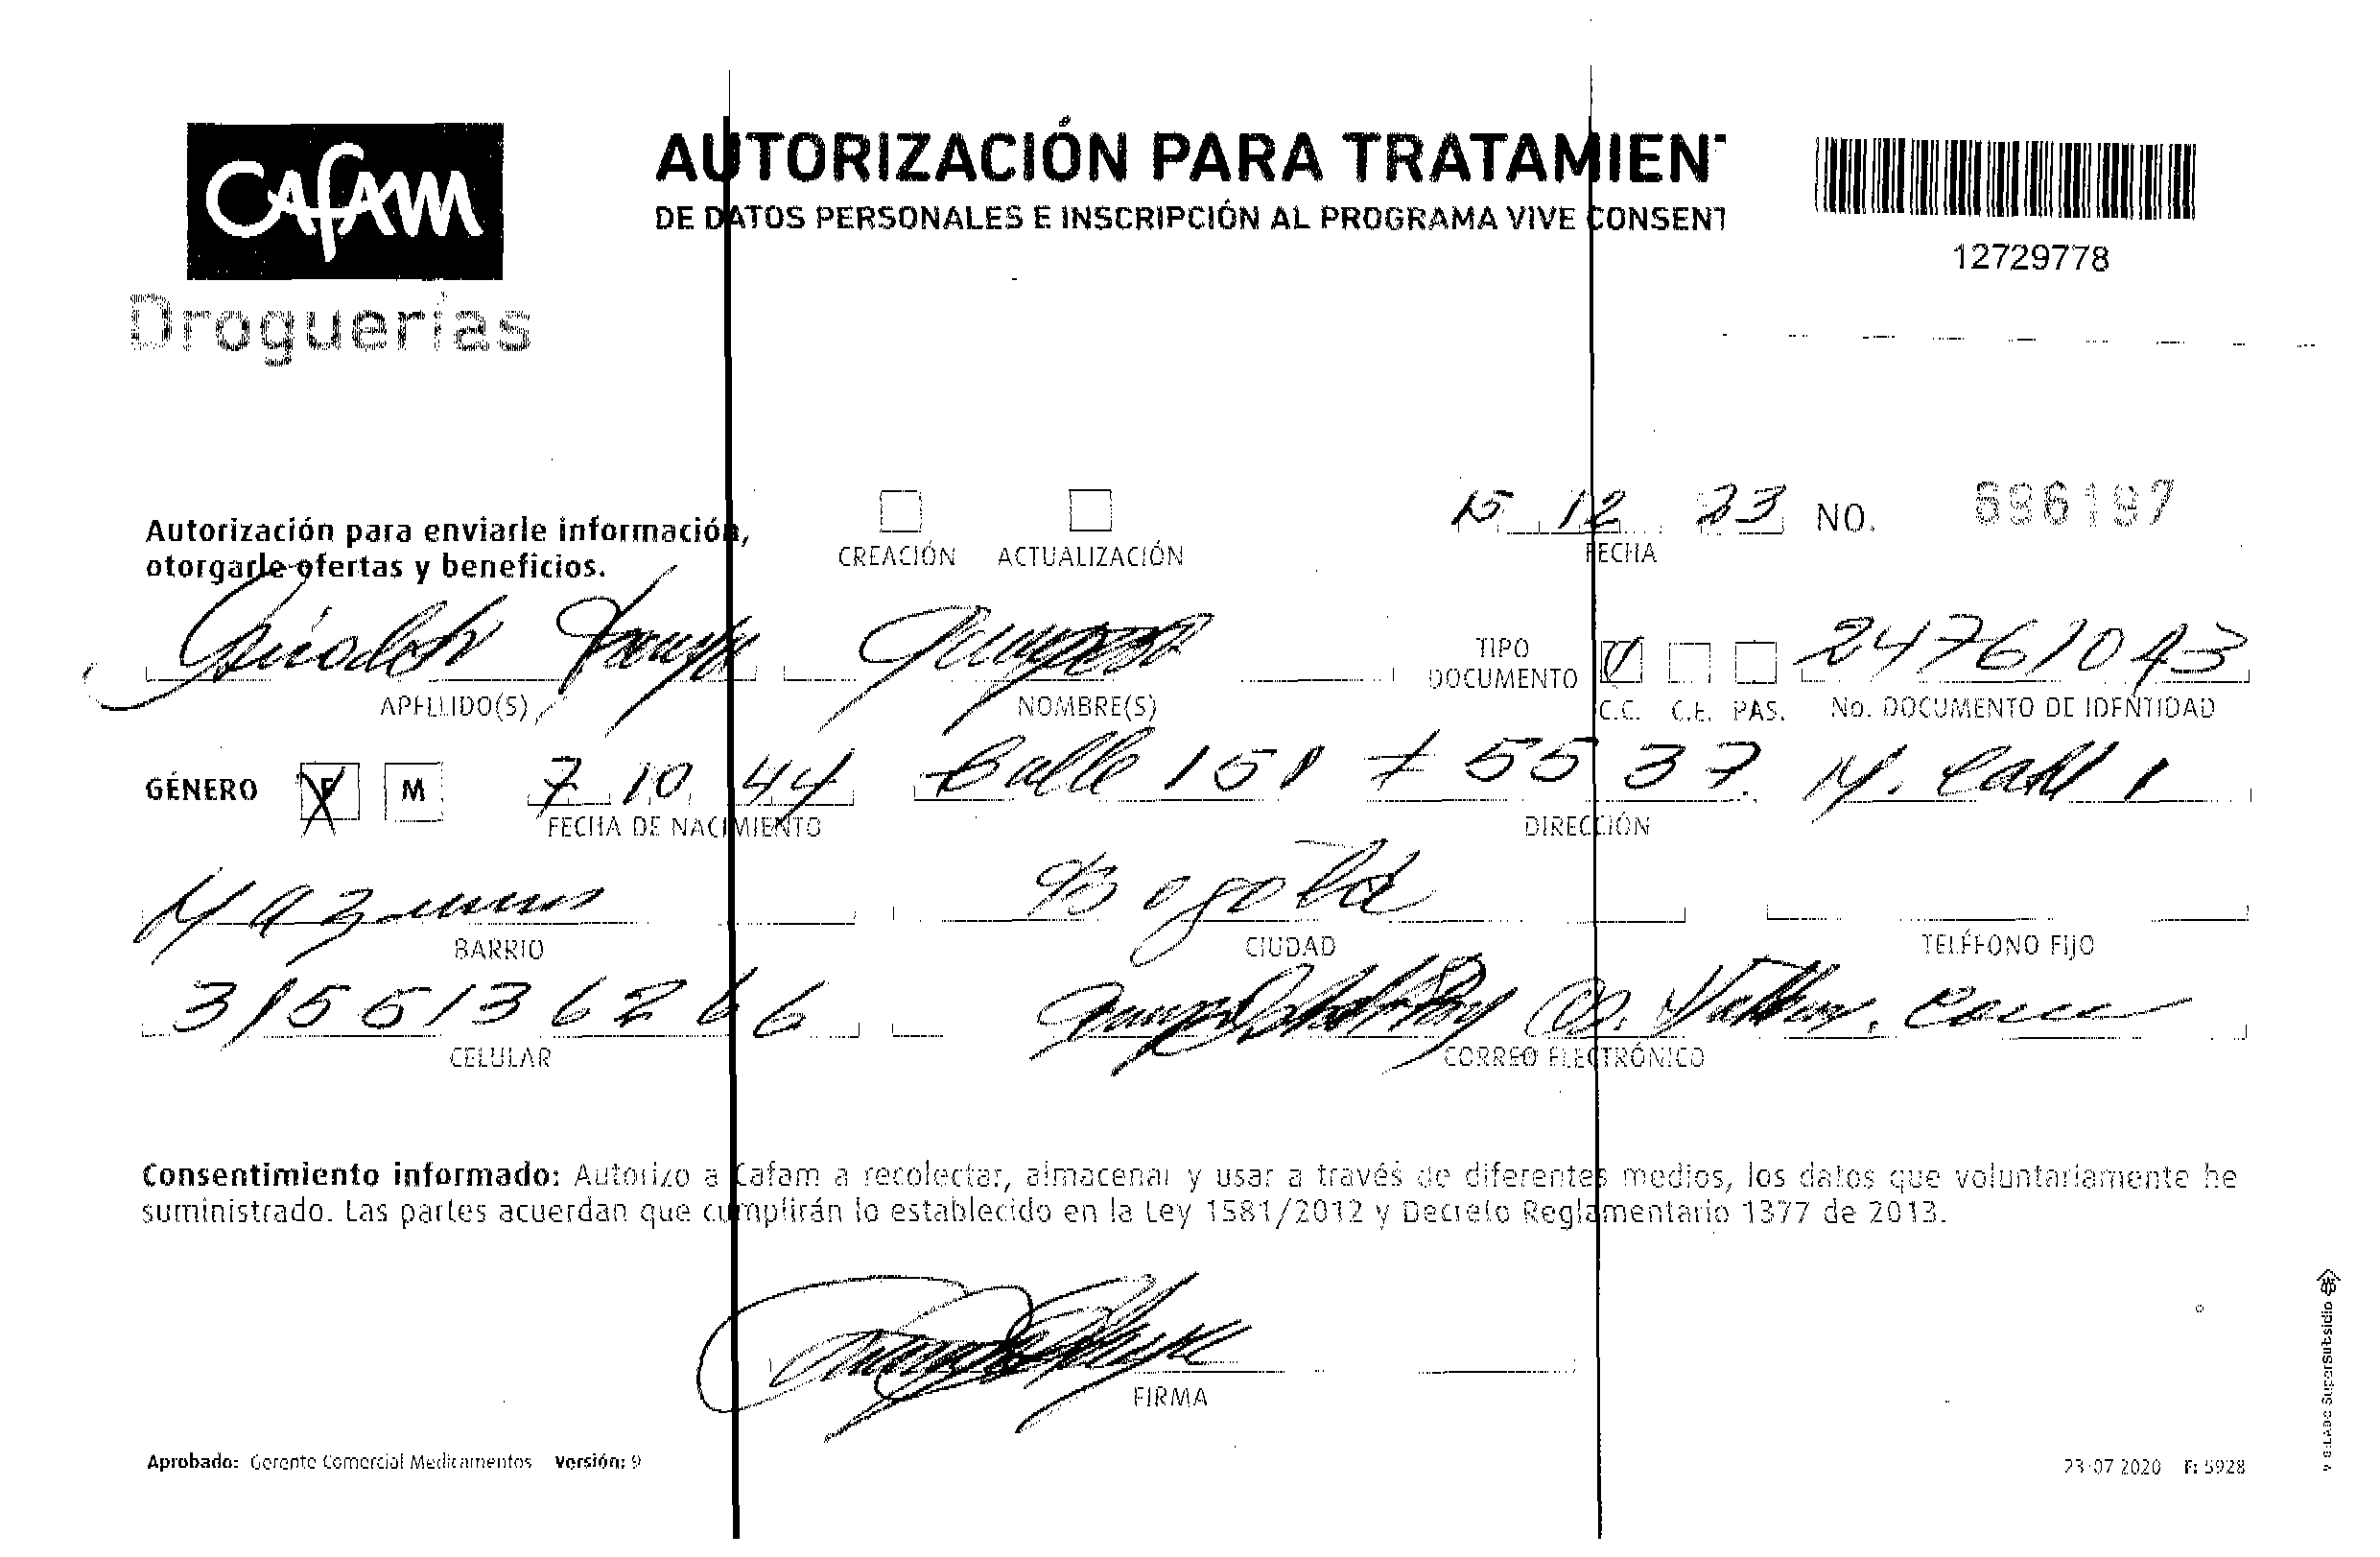 Cafam
Droguerías
AUTORIZACIÓN PARA TRATAMIEN
DE DATOS PERSONALES E INSCRIPCIÓN AL PROGRAMA VIVE CONSENT
12729778
Autorización para enviarle información,
otorgarle ofertas y beneficios.
CREACIÓN ACTUALIZACIÓN
15 12 23
FECHA
NO. 696197
APELLIDO(S) NOMBRE(S)
TIPO DOCUMENTO C.C. C.E. PAS.
24761043
No. DOCUMENTO DE IDENTIDAD
GÉNERO F M
7 10 44
FECHA DE NACIMIENTO
Calle 151 # 55 37.
DIRECCIÓN
Bogotá
BARRIO CIUDAD TELÉFONO FIJO
3155136266
CELULAR CORREO ELECTRÓNICO
Consentimiento informado: Autorizo a Cafam a recolectar, almacenar y usar a través de diferentes medios, los datos que voluntariamente he
suministrado. Las partes acuerdan que cumplirán lo establecido en la Ley 1581/2012 y Decreto Reglamentario 1377 de 2013.
FIRMA
Aprobado: Gerente Comercial Medicamentos Versión: 9
23-07 2020 F: 5928
VIGILADO SuperSubsidio